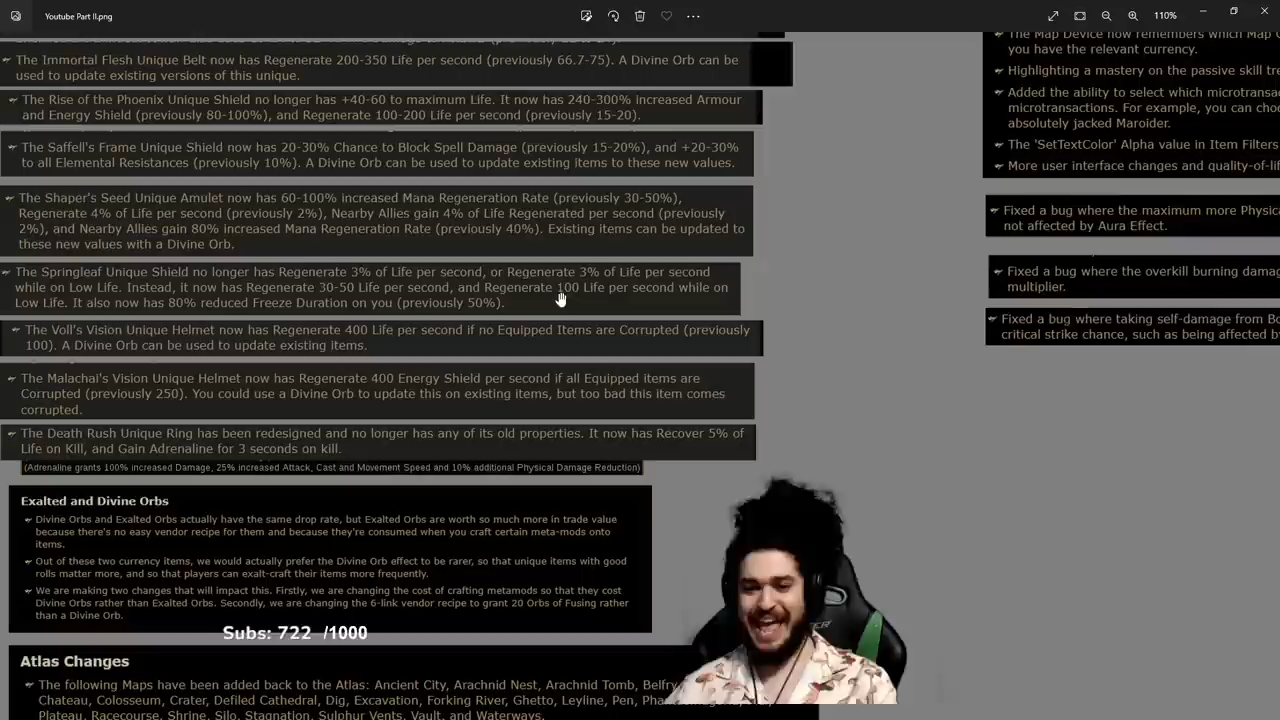 Youtube Part II.png
110%
The Immortal Flesh Unique Belt now has Regenerate 200-350 Life per second (previously 66.7-75). A Divine Orb can be
used to update existing versions of this unique.
The Rise of the Phoenix Unique Shield no longer has +40-60 to maximum Life. It now has 240-300% increased Armour
and Energy Shield (previously 80-100%), and Regenerate 100-200 Life per second (previously 15-20).
The Saffell's Frame Unique Shield now has 20-30% Chance to Block Spell Damage (previously 15-20%), and +20-30%
to all Elemental Resistances (previously 10%). A Divine Orb can be used to update existing items to these new values.
The Shaper's Seed Unique Amulet now has 60-100% increased Mana Regeneration Rate (previously 30-50%),
Regenerate 4% of Life per second (previously 2%), Nearby Allies gain 4% of Life Regenerated per second (previously
2%), and Nearby Allies gain 80% increased Mana Regeneration Rate (previously 40%). Existing items can be updated to
these new values with a Divine Orb.
The Springleaf Unique Shield no longer has Regenerate 3% of Life per second, or Regenerate 3% of Life per second
while on Low Life. Instead, it now has Regenerate 30-50 Life per second, and Regenerate 100 Life per second while on
Low Life. It also now has 80% reduced Freeze Duration on you (previously 50%).
The Voll's Vision Unique Helmet now has Regenerate 400 Life per second if no Equipped Items are Corrupted (previously
100). A Divine Orb can be used to update existing items.
The Malachai's Vision Unique Helmet now has Regenerate 400 Energy Shield per second if all Equipped items are
Corrupted (previously 250). You could use a Divine Orb to update this on existing items, but too bad this item comes
corrupted.
The Death Rush Unique Ring has been redesigned and no longer has any of its old properties. It now has Recover 5% of
Life on Kill, and Gain Adrenaline for 3 seconds on kill.
(Adrenaline grants 100% increased Damage, 25% increased Attack, Cast and Movement Speed and 10% additional Physical Damage Reduction)
Exalted and Divine Orbs
Divine Orbs and Exalted Orbs actually have the same drop rate, but Exalted Orbs are worth so much more in trade value
because there's no easy vendor recipe for them and because they're consumed when you craft certain meta-mods onto
items.
Out of these two currency items, we would actually prefer the Divine Orb effect to be rarer, so that unique items with good
rolls matter more, and so that players can exalt-craft their items more frequently.
We are making two changes that will impact this. Firstly, we are changing the cost of crafting metamods so that they cost
Divine Orbs rather than Exalted Orbs. Secondly, we are changing the 6-link vendor recipe to grant 20 Orbs of Fusing rather
than a Divine Orb.
Subs: 722 /1000
Atlas Changes
The following Maps have been added back to the Atlas: Ancient City, Arachnid Nest, Arachnid Tomb, Belfry
Chateau, Colosseum, Crater, Defiled Cathedral, Dig, Excavation, Forking River, Ghetto, Leyline, Pen,
Plateau, Racecourse, Shrine, Silo, Stagnation, Sulphur Vents, Vault, and Waterways.
The Map Device now remembers which Map
you have the relevant currency.
Highlighting a mastery on the passive skill
Added the ability to select which
microtransactions. For example, you can
absolutely jacked Maroider.
The 'SetTextColor' Alpha value in Item Filters
More user interface changes and
Fixed a bug where the maximum more
not affected by Aura Effect.
Fixed a bug where the overkill burning
multiplier.
Fixed a bug where taking self-damage from
critical strike chance, such as being affected